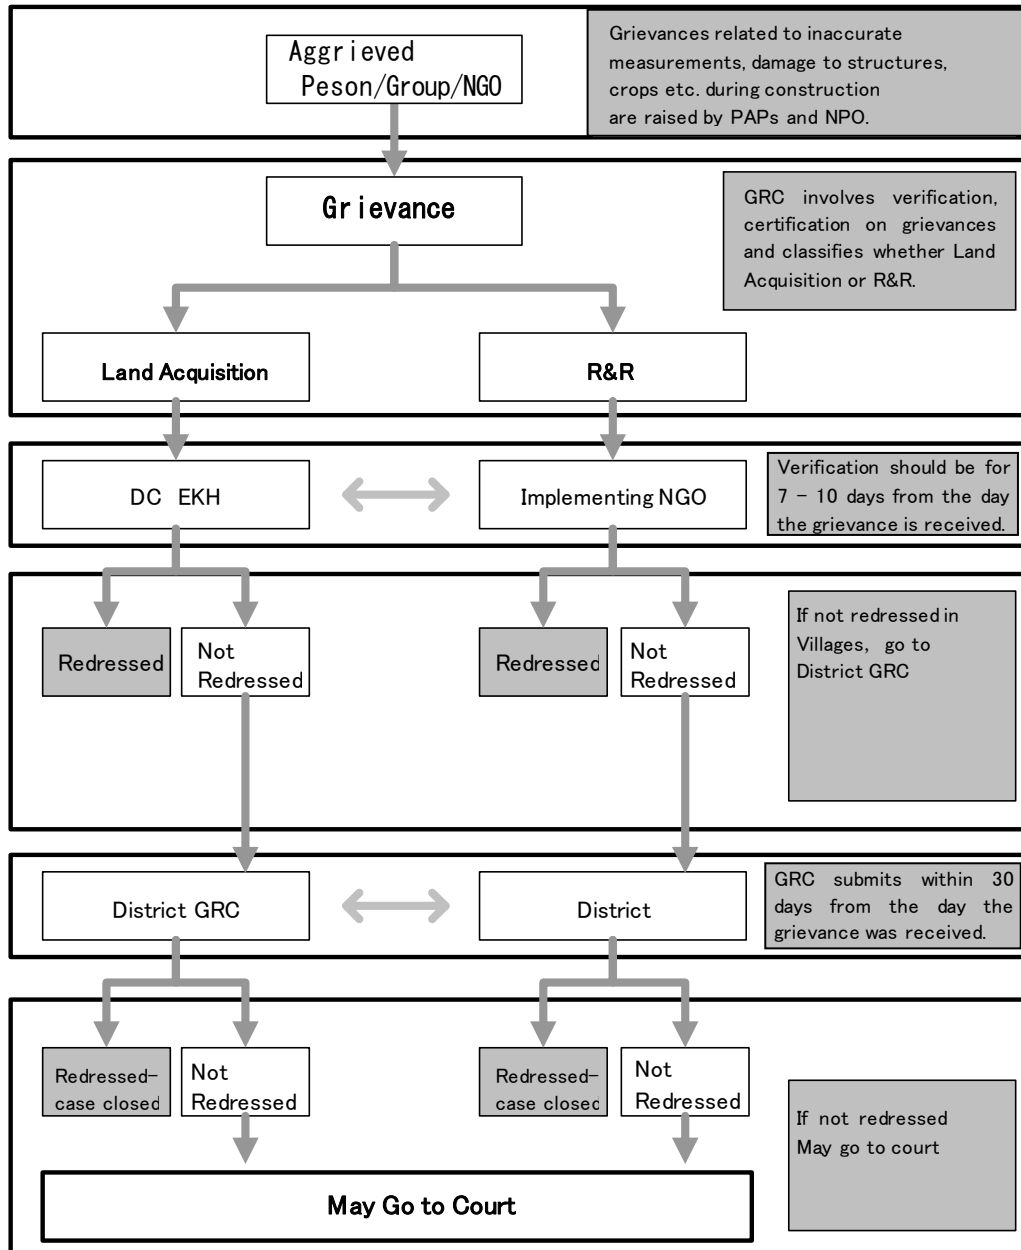 Aggrieved
Peson/Group/NGO
Grievances related to inaccurate
measurements, damage to structures,
crops etc. during construction
are raised by PAPs and NPO.
Grievance
GRC involves verification,
certification on grievances
and classifies whether Land
Acquisition or R&R.
Land Acquisition
R&R
DC EKH
Implementing NGO
Verification should be for
7 - 10 days from the day
the grievance is received.
Redressed
Not
Redressed
Redressed
Not
Redressed
If not redressed in
Villages, go to
District GRC
District GRC
District
GRC submits within 30
days from the day the
grievance was received.
Redressed-
case closed
Not
Redressed
Redressed-
case closed
Not
Redressed
If not redressed
May go to court
May Go to Court